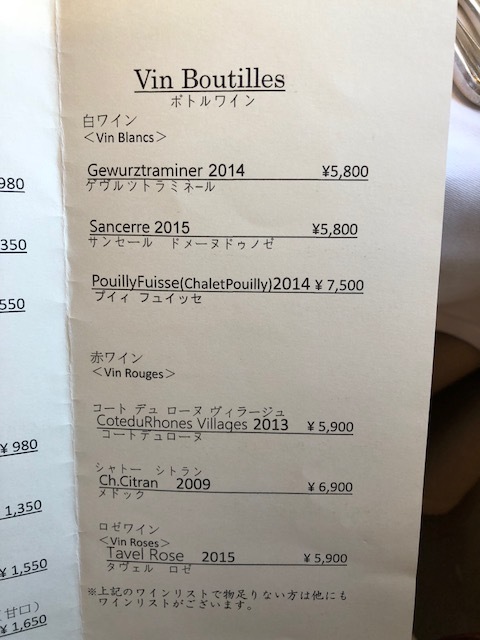 Vin Boutilles
ボトルワイン
白ワイン
<Vin Blancs>
Gewurztraminer 2014 ¥5,800
ゲヴルツトラミネール
Sancerre 2015 ¥5,800
サンセール ドメーヌドゥノゼ
PouillyFuisse(ChaletPouilly)2014 ¥7,500
プイィ フュイッセ
赤ワイン
<Vin Rouges>
コート デュ ローヌ ヴィラージュ
CoteduRhones Villages 2013 ¥5,900
コートデュローヌ
シャトー シトラン
Ch.Citran 2009 ¥6,900
メドック
ロゼワイン
<Vin Roses>
Tavel Rose 2015 ¥5,900
タヴェル ロゼ
※上記のワインリストで物足りない方は他にも
ワインリストがございます。
980
350
550
¥980
1,350
¥1,550
甘口)
¥1,650